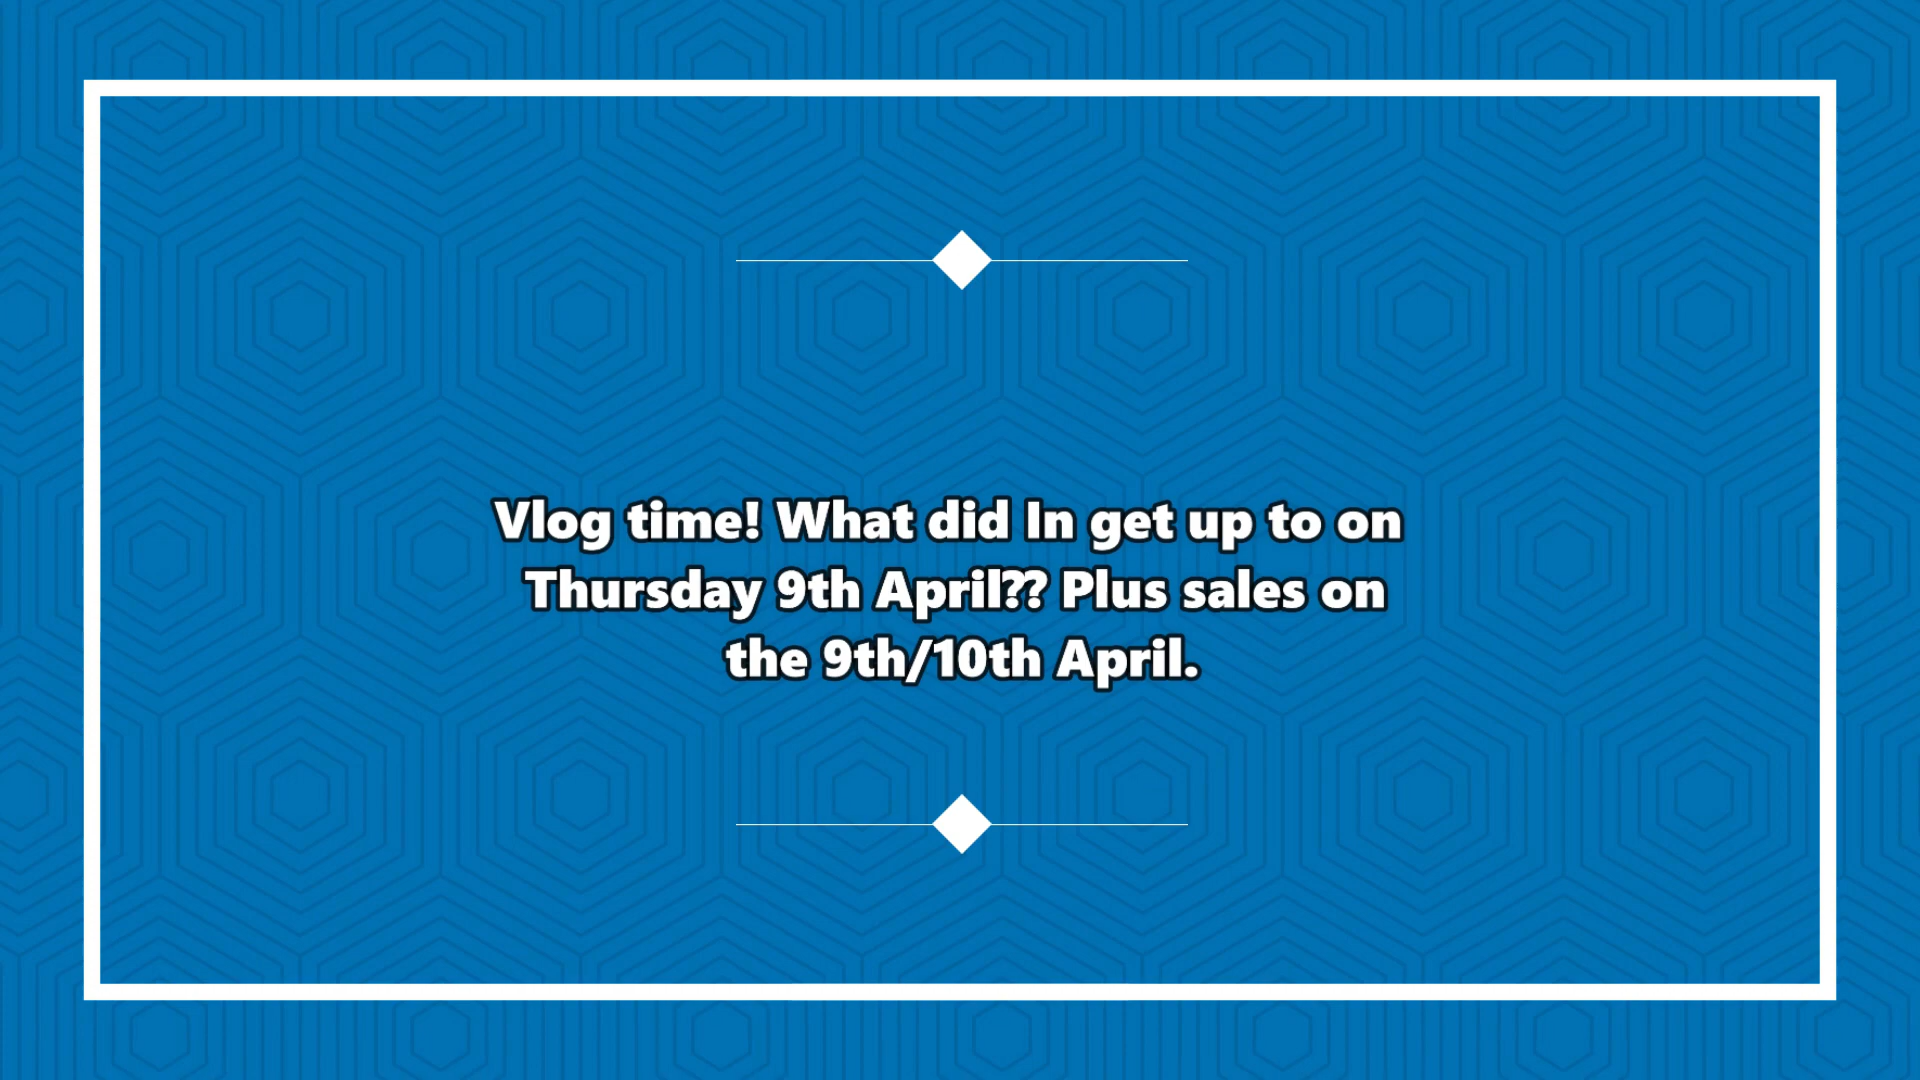 Vlog time! What did In get up to on
Thursday 9th April?? Plus sales on
the 9th/10th April.